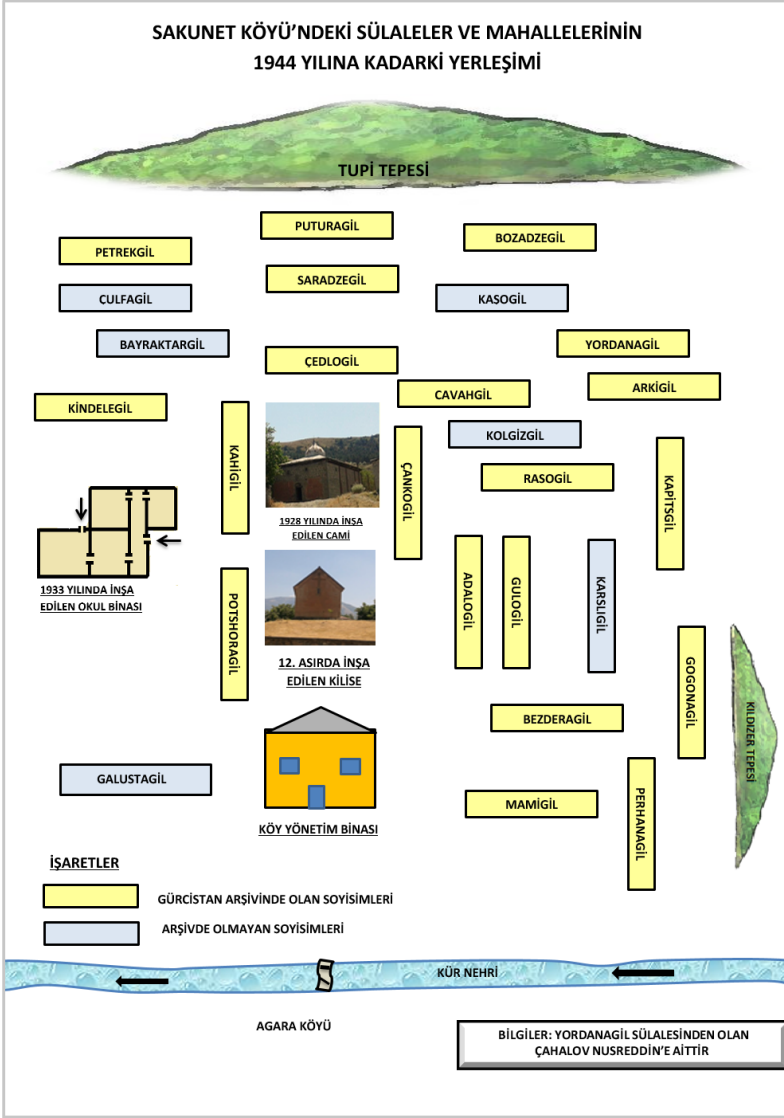 SAKUNET KÖYÜ'NDEKİ SÜLALELER VE MAHALLELERİNİN
1944 YILINA KADARKİ YERLEŞİMİ
TUPİ TEPESİ
PUTURAGİL
BOZADZEGİL
PETREKGİL
SARADZEGİL
CULFAGİL
KAŞOGİL
BAYRAKTARGİL
YORDANAGİL
ÇEDLOGİL
ARKİGİL
CAVAHGİL
KİNDELEGİL
KAHİGİL
KOLGİZGİL
ÇANKOGİL
RASOGİL
KAPİTSGİL
1928 YILINDA İNŞA
EDİLEN CAMİ
1933 YILINDA İNŞA
EDİLEN OKUL BİNASI
POTSHORAGİL
ADALOGİL
GULOGİL
KARSLIGİL
12. ASIRDA İNŞA
EDİLEN KİLİSE
GOGONAGİL
KILDIZER TEPESİ
BEZDERAGİL
GALUSTAGİL
MAMİGİL
PERHANAGİL
KÖY YÖNETİM BİNASI
İŞARETLER
GÜRCİSTAN ARŞİVİNDE OLAN SOYİSİMLERİ
ARŞİVDE OLMAYAN SOYİSİMLERİ
KÜR NEHRİ
AGARA KÖYÜ
BİLGİLER: YORDANAGİL SÜLALESİNDEN OLAN
ÇAHALOV NUSREDDİN'E AİTTİR